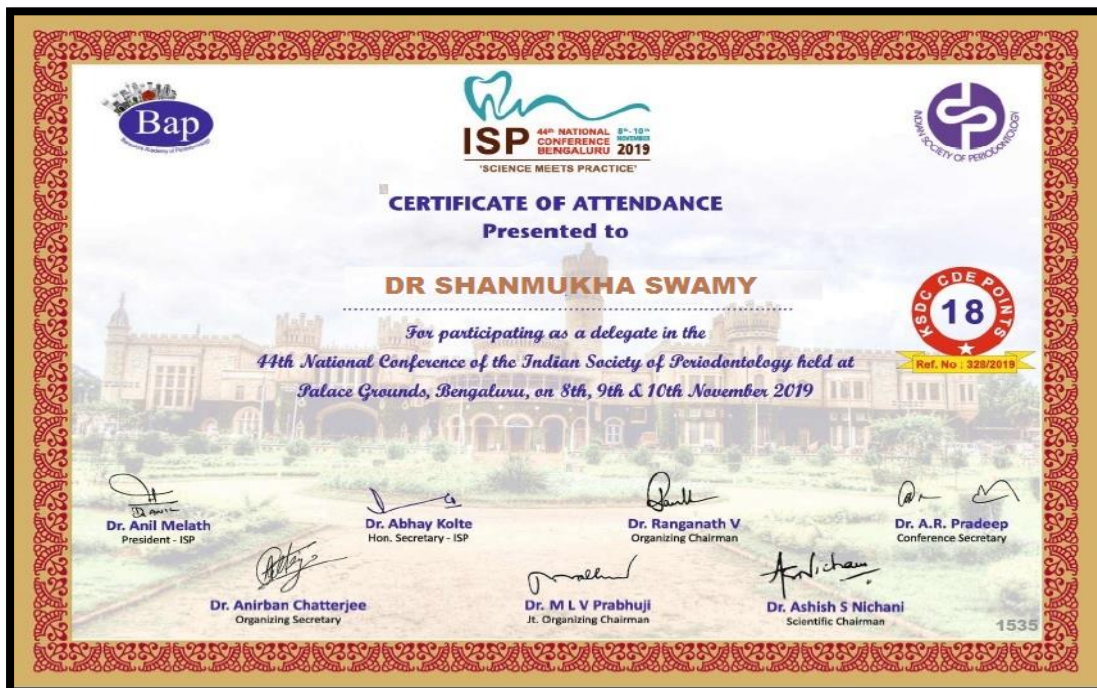 Bap
ISP 44th NATIONAL CONFERENCE BENGALURU 8th-10th NOVEMBER 2019
'SCIENCE MEETS PRACTICE'
INDIAN SOCIETY OF PERIODONTOLOGY
CERTIFICATE OF ATTENDANCE
Presented to
DR SHANMUKHA SWAMY
For participating as a delegate in the
44th National Conference of the Indian Society of Periodontology held at
Palace Grounds, Bengaluru, on 8th, 9th & 10th November 2019
KSDC CDE POINTS
18
Ref. No : 328/2019
Dr. Anil Melath
President - ISP
Dr. Abhay Kolte
Hon. Secretary - ISP
Dr. Ranganath V
Organizing Chairman
Dr. A.R. Pradeep
Conference Secretary
Dr. Anirban Chatterjee
Organizing Secretary
Dr. M L V Prabhuji
Jt. Organizing Chairman
Dr. Ashish S Nichani
Scientific Chairman
1535